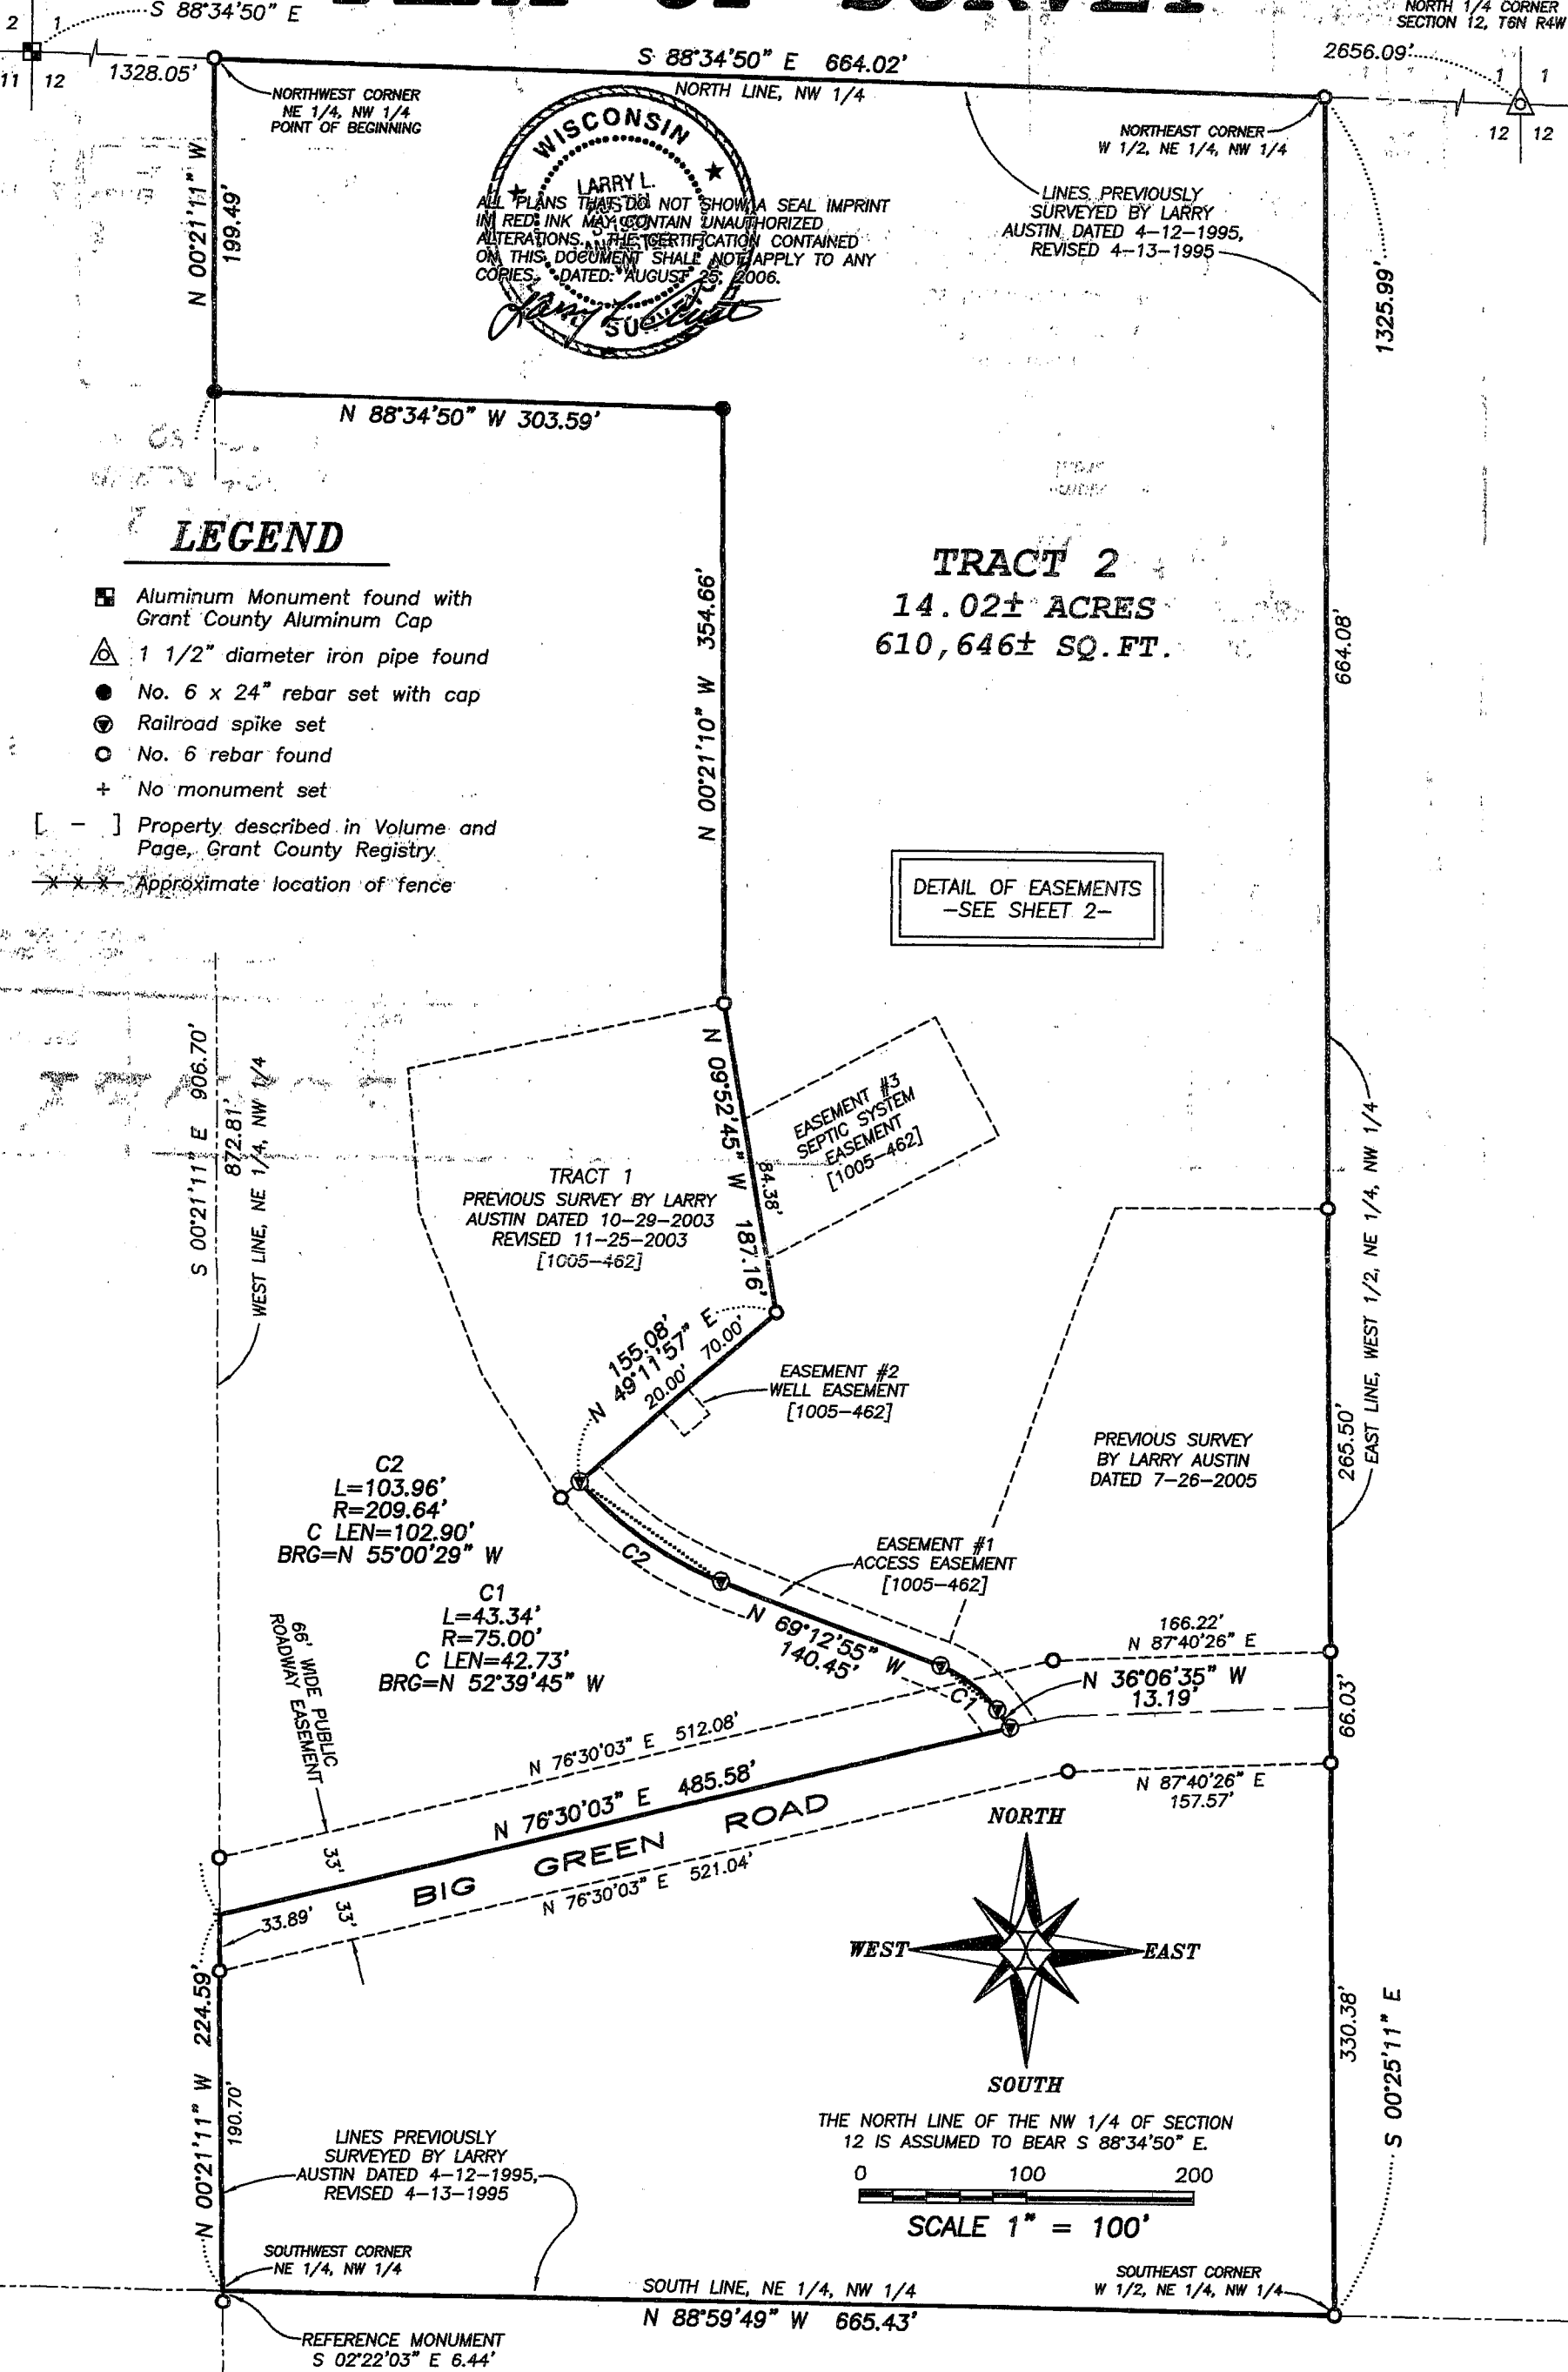 S 88°34'50" E
NORTH 1/4 CORNER
SECTION 12, T6N R4W
2 1
11 12
1328.05'
S 88°34'50" E 664.02'
NORTH LINE, NW 1/4
2656.09'
1 1
12 12
NORTHWEST CORNER
NE 1/4, NW 1/4
POINT OF BEGINNING
NORTHEAST CORNER
W 1/2, NE 1/4, NW 1/4
N 00°21'11" W
199.49'
WISCONSIN
LARRY L.
ALL PLANS THAT DO NOT SHOW A SEAL IMPRINT
IN RED INK MAY CONTAIN UNAUTHORIZED
ALTERATIONS. THE CERTIFICATION CONTAINED
ON THIS DOCUMENT SHALL NOT APPLY TO ANY
COPIES. DATED: AUGUST 25, 2006.
LINES PREVIOUSLY
SURVEYED BY LARRY
AUSTIN DATED 4-12-1995,
REVISED 4-13-1995
1325.99'
N 88°34'50" W 303.59'
LEGEND
Aluminum Monument found with
Grant County Aluminum Cap
1 1/2" diameter iron pipe found
No. 6 x 24" rebar set with cap
Railroad spike set
No. 6 rebar found
+ No monument set
[ - ] Property described in Volume and
Page, Grant County Registry
Approximate location of fence
N 00°21'10" W 354.66'
TRACT 2
14.02± ACRES
610,646± SQ.FT.
664.08'
DETAIL OF EASEMENTS
-SEE SHEET 2-
S 00°21'11" E 906.70'
872.81'
WEST LINE, NE 1/4, NW 1/4
N 09°52'45" W 187.16'
84.38'
EASEMENT #3
SEPTIC SYSTEM
EASEMENT
[1005-462]
TRACT 1
PREVIOUS SURVEY BY LARRY
AUSTIN DATED 10-29-2003
REVISED 11-25-2003
[1005-462]
EAST LINE, WEST 1/2, NE 1/4, NW 1/4
155.08'
N 49°11'57" E
20.00' 70.00'
EASEMENT #2
WELL EASEMENT
[1005-462]
265.50'
PREVIOUS SURVEY
BY LARRY AUSTIN
DATED 7-26-2005
C2
L=103.96'
R=209.64'
C LEN=102.90'
BRG=N 55°00'29" W
C2
EASEMENT #1
ACCESS EASEMENT
[1005-462]
C1
L=43.34'
R=75.00'
C LEN=42.73'
BRG=N 52°39'45" W
N 69°12'55" W
140.45'
C1
166.22'
N 87°40'26" E
N 36°06'35" W
13.19'
66.03'
66' WIDE PUBLIC
ROADWAY EASEMENT
N 76°30'03" E 512.08'
N 76°30'03" E 485.58'
BIG GREEN ROAD
N 76°30'03" E 521.04'
N 87°40'26" E
157.57'
33'
33'
33.89'
NORTH
WEST
EAST
SOUTH
N 00°21'11" W 224.59'
190.70'
330.38'
S 00°25'11" E
THE NORTH LINE OF THE NW 1/4 OF SECTION
12 IS ASSUMED TO BEAR S 88°34'50" E.
0 100 200
SCALE 1" = 100'
LINES PREVIOUSLY
SURVEYED BY LARRY
AUSTIN DATED 4-12-1995,
REVISED 4-13-1995
SOUTHWEST CORNER
NE 1/4, NW 1/4
SOUTH LINE, NE 1/4, NW 1/4
N 88°59'49" W 665.43'
SOUTHEAST CORNER
W 1/2, NE 1/4, NW 1/4
REFERENCE MONUMENT
S 02°22'03" E 6.44'